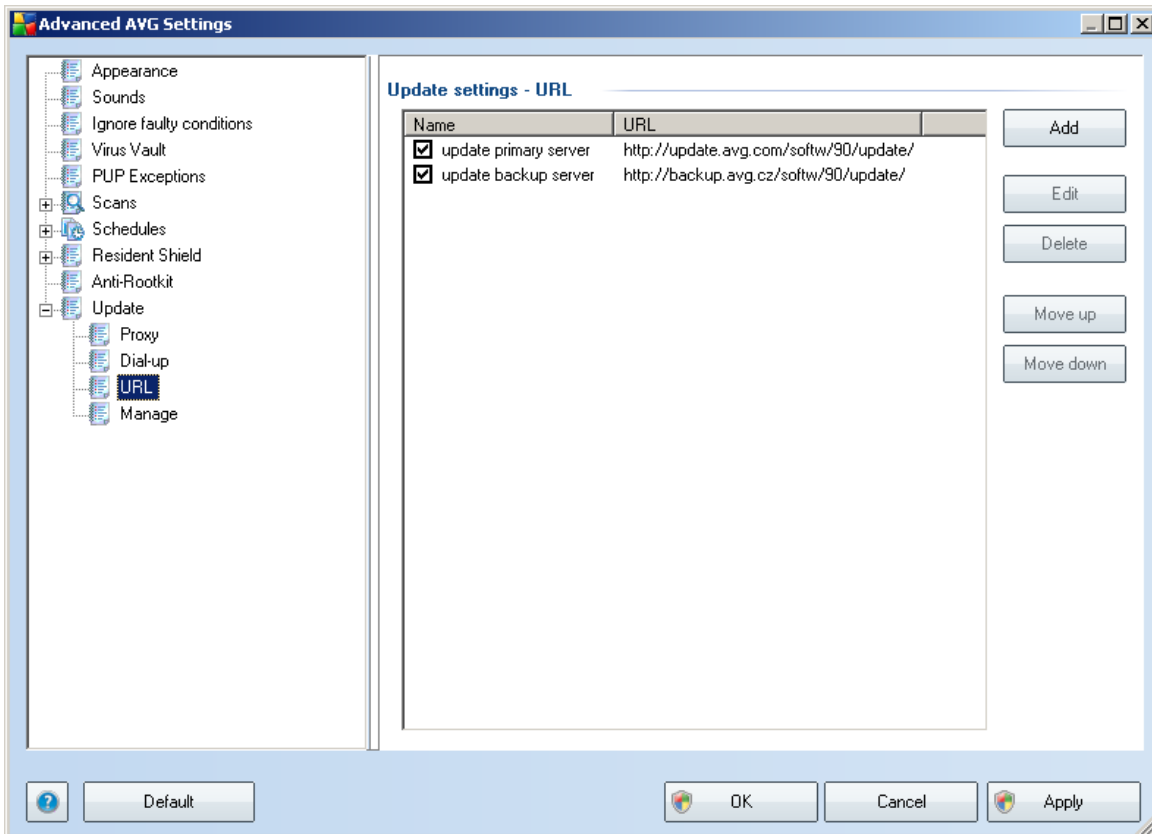 Advanced AVG Settings
Appearance
Sounds
Ignore faulty conditions
Virus Vault
PUP Exceptions
Scans
Schedules
Resident Shield
Anti-Rootkit
Update
Proxy
Dial-up
URL
Manage
Update settings - URL
Name URL
update primary server http://update.avg.com/softw/90/update/
update backup server http://backup.avg.cz/softw/90/update/
Add
Edit
Delete
Move up
Move down
? Default OK Cancel Apply